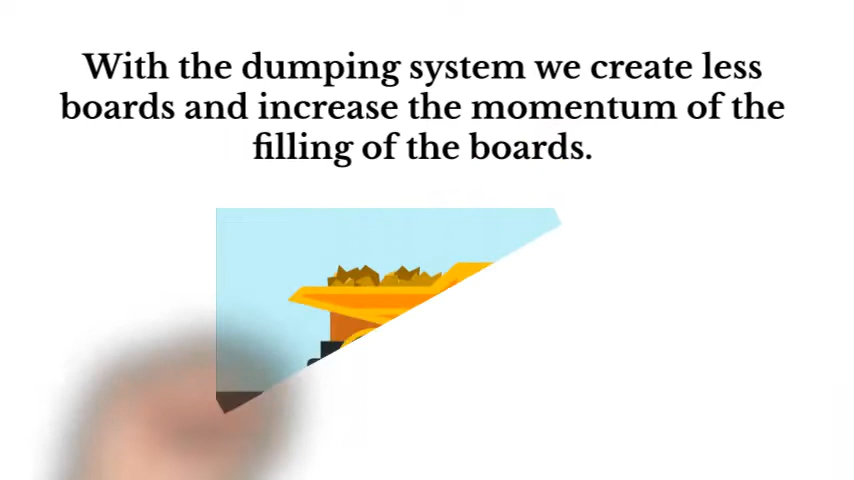 With the dumping system we create less
boards and increase the momentum of the
filling of the boards.